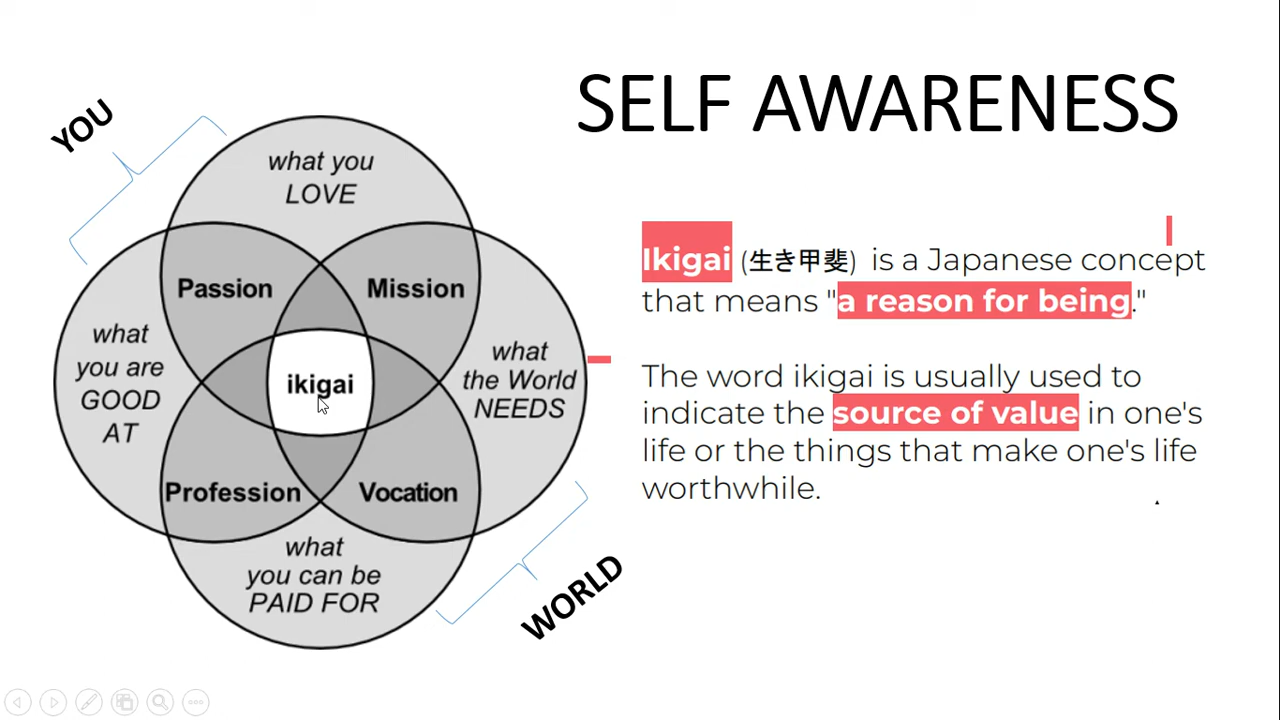 SELF AWARENESS
YOU
what you
LOVE
Passion
Mission
what
you are
GOOD
AT
ikigai
what
the World
NEEDS
Profession
Vocation
what
you can be
PAID FOR
WORLD
Ikigai (生き甲斐) is a Japanese concept
that means "a reason for being."
The word ikigai is usually used to
indicate the source of value in one's
life or the things that make one's life
worthwhile.